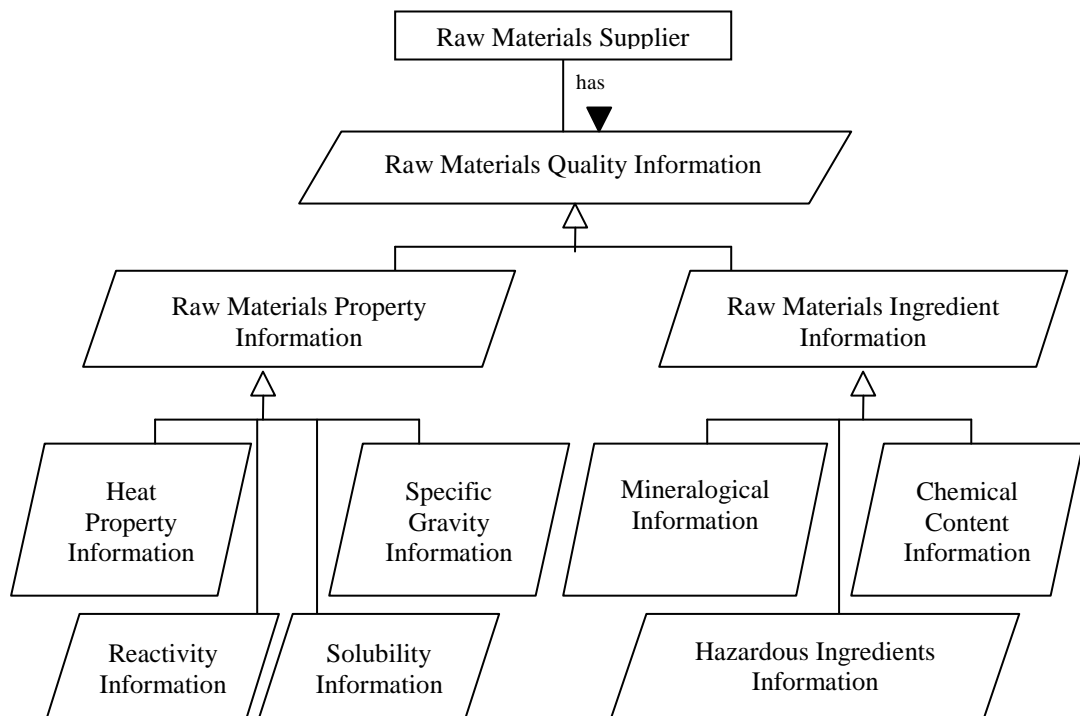 Raw Materials Supplier
has
Raw Materials Quality Information
Raw Materials Property
Information
Raw Materials Ingredient
Information
Heat
Property
Information
Specific
Gravity
Information
Mineralogical
Information
Chemical
Content
Information
Reactivity
Information
Solubility
Information
Hazardous Ingredients
Information